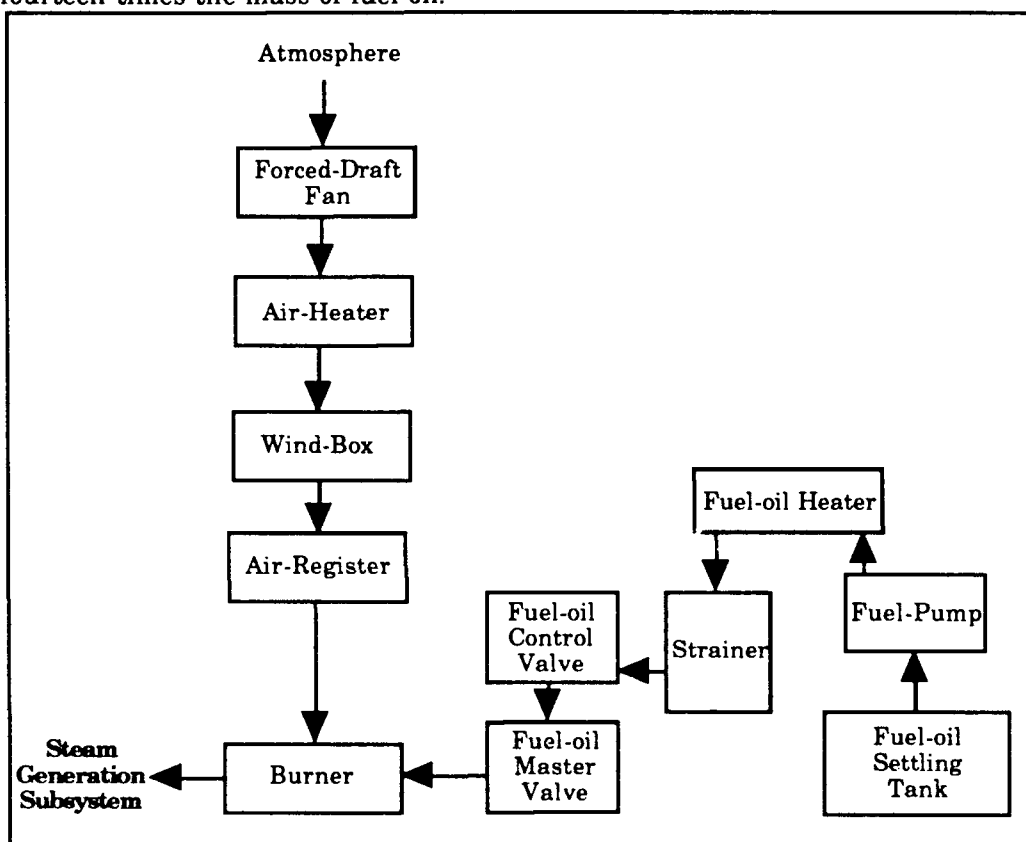 fourteen times the mass of fuel oil.
Atmosphere
Forced-Draft
Fan
Air-Heater
Wind-Box
Air-Register
Fuel-oil Heater
Fuel-Pump
Strainer
Fuel-oil
Control
Valve
Fuel-oil
Master
Valve
Fuel-oil
Settling
Tank
Burner
Steam
Generation
Subsystem